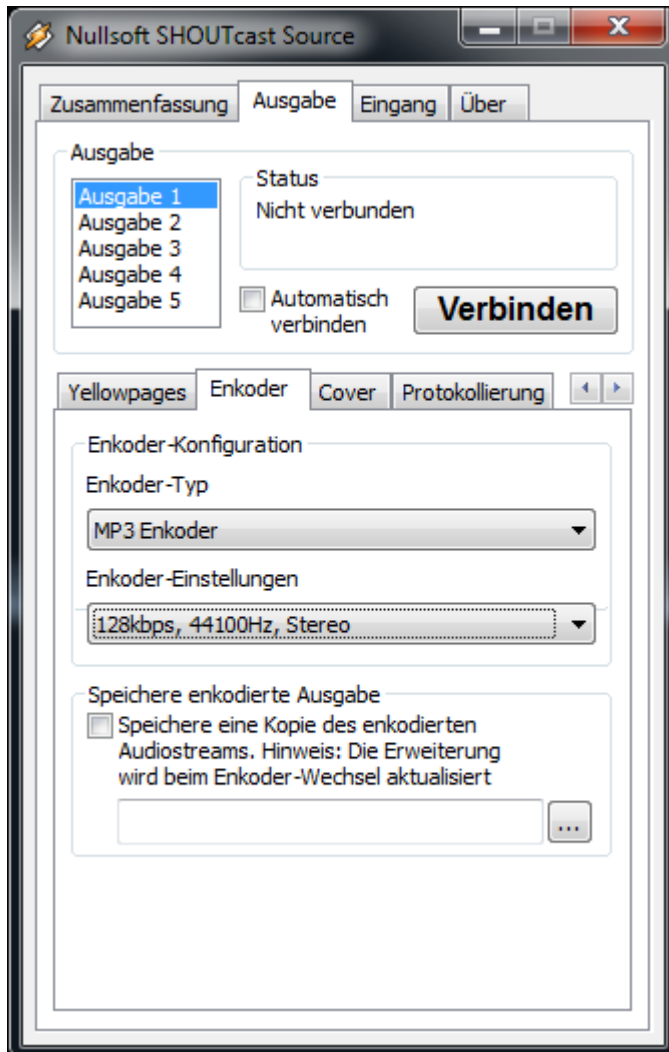 Nullsoft SHOUTcast Source
Zusammenfassung Ausgabe Eingang Über
Ausgabe
Ausgabe 1
Ausgabe 2
Ausgabe 3
Ausgabe 4
Ausgabe 5
Status
Nicht verbunden
Automatisch
verbinden
Verbinden
Yellowpages Enkoder Cover Protokollierung
Enkoder-Konfiguration
Enkoder-Typ
MP3 Enkoder
Enkoder-Einstellungen
128kbps, 44100Hz, Stereo
Speichere enkodierte Ausgabe
Speichere eine Kopie des enkodierten
Audiostreams. Hinweis: Die Erweiterung
wird beim Enkoder-Wechsel aktualisiert
...